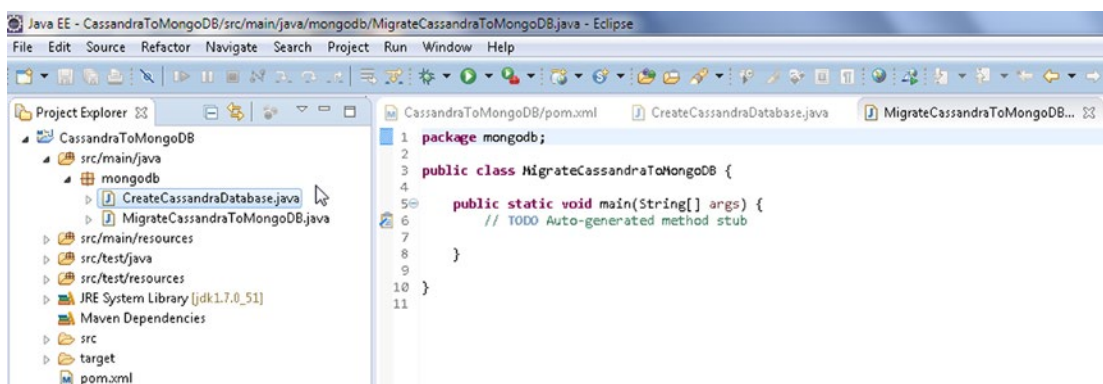 Java EE - CassandraToMongoDB/src/main/java/mongodb/MigrateCassandraToMongoDB.java - Eclipse
File Edit Source Refactor Navigate Search Project Run Window Help
Project Explorer
CassandraToMongoDB
src/main/java
mongodb
CreateCassandraDatabase.java
MigrateCassandraToMongoDB.java
src/main/resources
src/test/java
src/test/resources
JRE System Library [jdk1.7.0_51]
Maven Dependencies
src
target
pom.xml
CassandraToMongoDB/pom.xml CreateCassandraDatabase.java MigrateCassandraToMongoDB...
1 package mongodb;
2
3 public class MigrateCassandraToMongoDB {
4
5 public static void main(String[] args) {
6 // TODO Auto-generated method stub
7
8 }
9
10 }
11